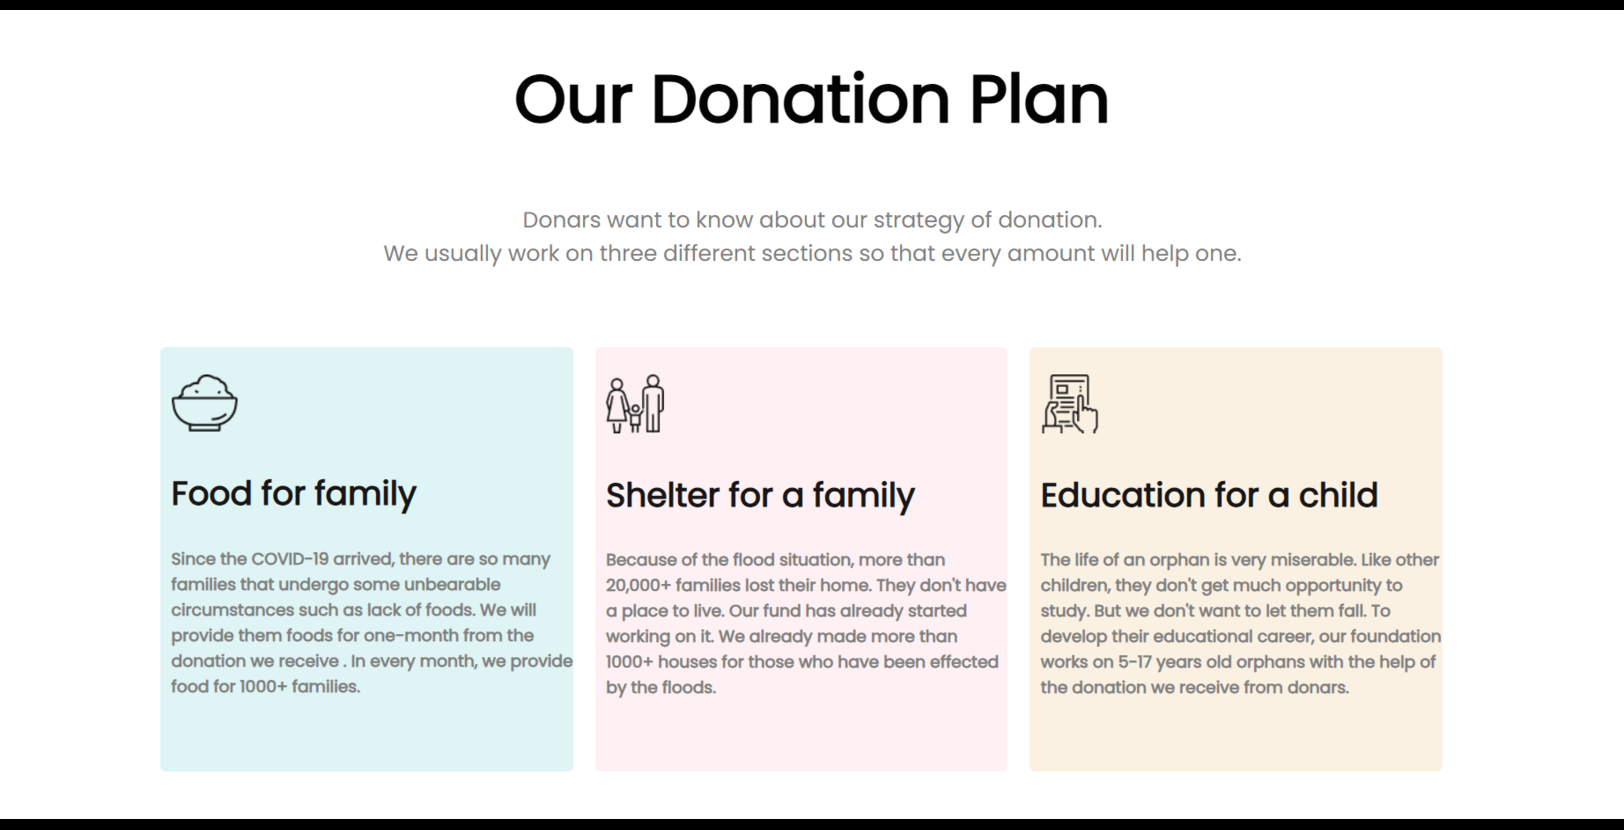 Our Donation Plan
Donars want to know about our strategy of donation.
We usually work on three different sections so that every amount will help one.
Food for family
Since the COVID-19 arrived, there are so many
families that undergo some unbearable
circumstances such as lack of foods. We will
provide them foods for one-month from the
donation we receive . In every month, we provide
food for 1000+ families.
Shelter for a family
Because of the flood situation, more than
20,000+ families lost their home. They don't have
a place to live. Our fund has already started
working on it. We already made more than
1000+ houses for those who have been effected
by the floods.
Education for a child
The life of an orphan is very miserable. Like other
children, they don't get much opportunity to
study. But we don't want to let them fall. To
develop their educational career, our foundation
works on 5-17 years old orphans with the help of
the donation we receive from donars.